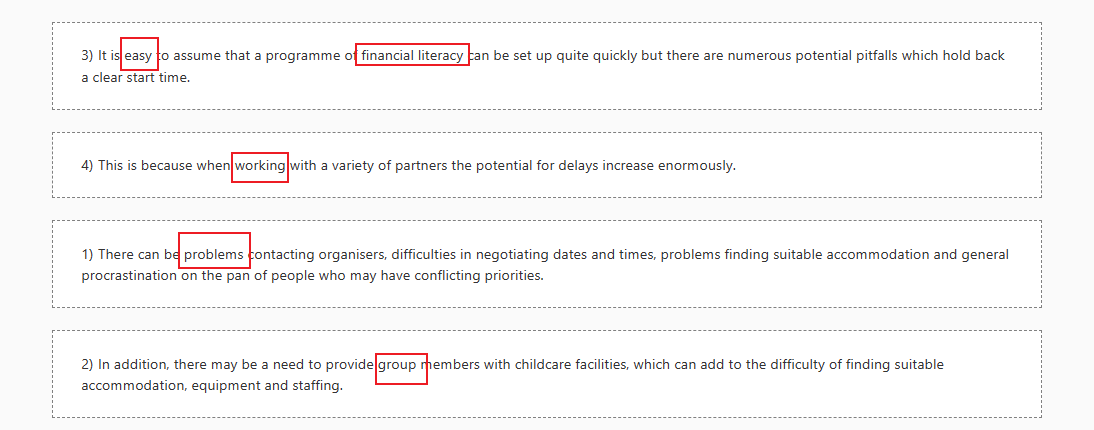 3) It is easy to assume that a programme of financial literacy can be set up quite quickly but there are numerous potential pitfalls which hold back
a clear start time.
4) This is because when working with a variety of partners the potential for delays increase enormously.
1) There can be problems contacting organisers, difficulties in negotiating dates and times, problems finding suitable accommodation and general
procrastination on the pan of people who may have conflicting priorities.
2) In addition, there may be a need to provide group members with childcare facilities, which can add to the difficulty of finding suitable
accommodation, equipment and staffing.